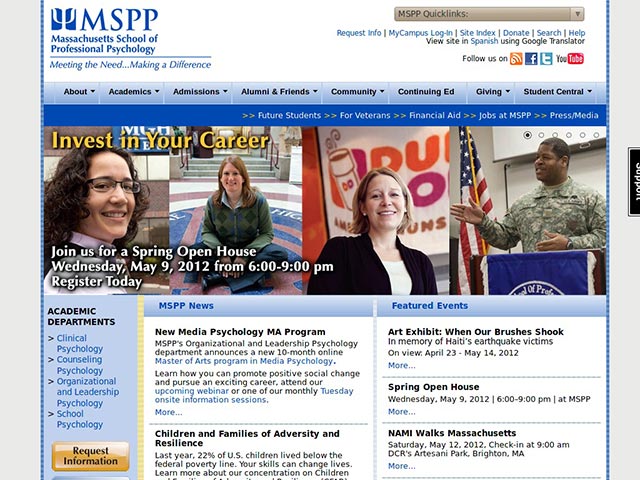 MSPP
Massachusetts School of
Professional Psychology
Meeting the Need...Making a Difference
MSPP Quicklinks:
Request Info | MyCampus Log-In | Site Index | Donate | Search | Help
View site in Spanish using Google Translator
Follow us on
You Tube
About
Academics
Admissions
Alumni & Friends
Community
Continuing Ed
Giving
Student Central
>> Future Students >> For Veterans >> Financial Aid >> Jobs at MSPP >> Press/Media
Invest in Your Career
Join us for a Spring Open House
Wednesday, May 9, 2012 from 6:00-9:00 pm
Register Today
Support
ACADEMIC
DEPARTMENTS
> Clinical
Psychology
> Counseling
Psychology
> Organizational
and Leadership
Psychology
> School
Psychology
Request
Information
MSPP News
New Media Psychology MA Program
MSPP's Organizational and Leadership Psychology
department announces a new 10-month online
Master of Arts program in Media Psychology.
Learn how you can promote positive social change
and pursue an exciting career, attend our
upcoming webinar or one of our monthly Tuesday
onsite information sessions.
More...
Children and Families of Adversity and
Resilience
Last year, 22% of U.S. children lived below the
federal poverty line. Your skills can change lives.
Learn more about our concentration on Children
Featured Events
Art Exhibit: When Our Brushes Shook
In memory of Haiti's earthquake victims
On view: April 23 - May 14, 2012
More...
Spring Open House
Wednesday, May 9, 2012 | 6:00-9:00 pm | at MSPP
More...
NAMI Walks Massachusetts
Saturday, May 12, 2012, Check-in at 9:00 am
DCR's Artesani Park, Brighton, MA
More...